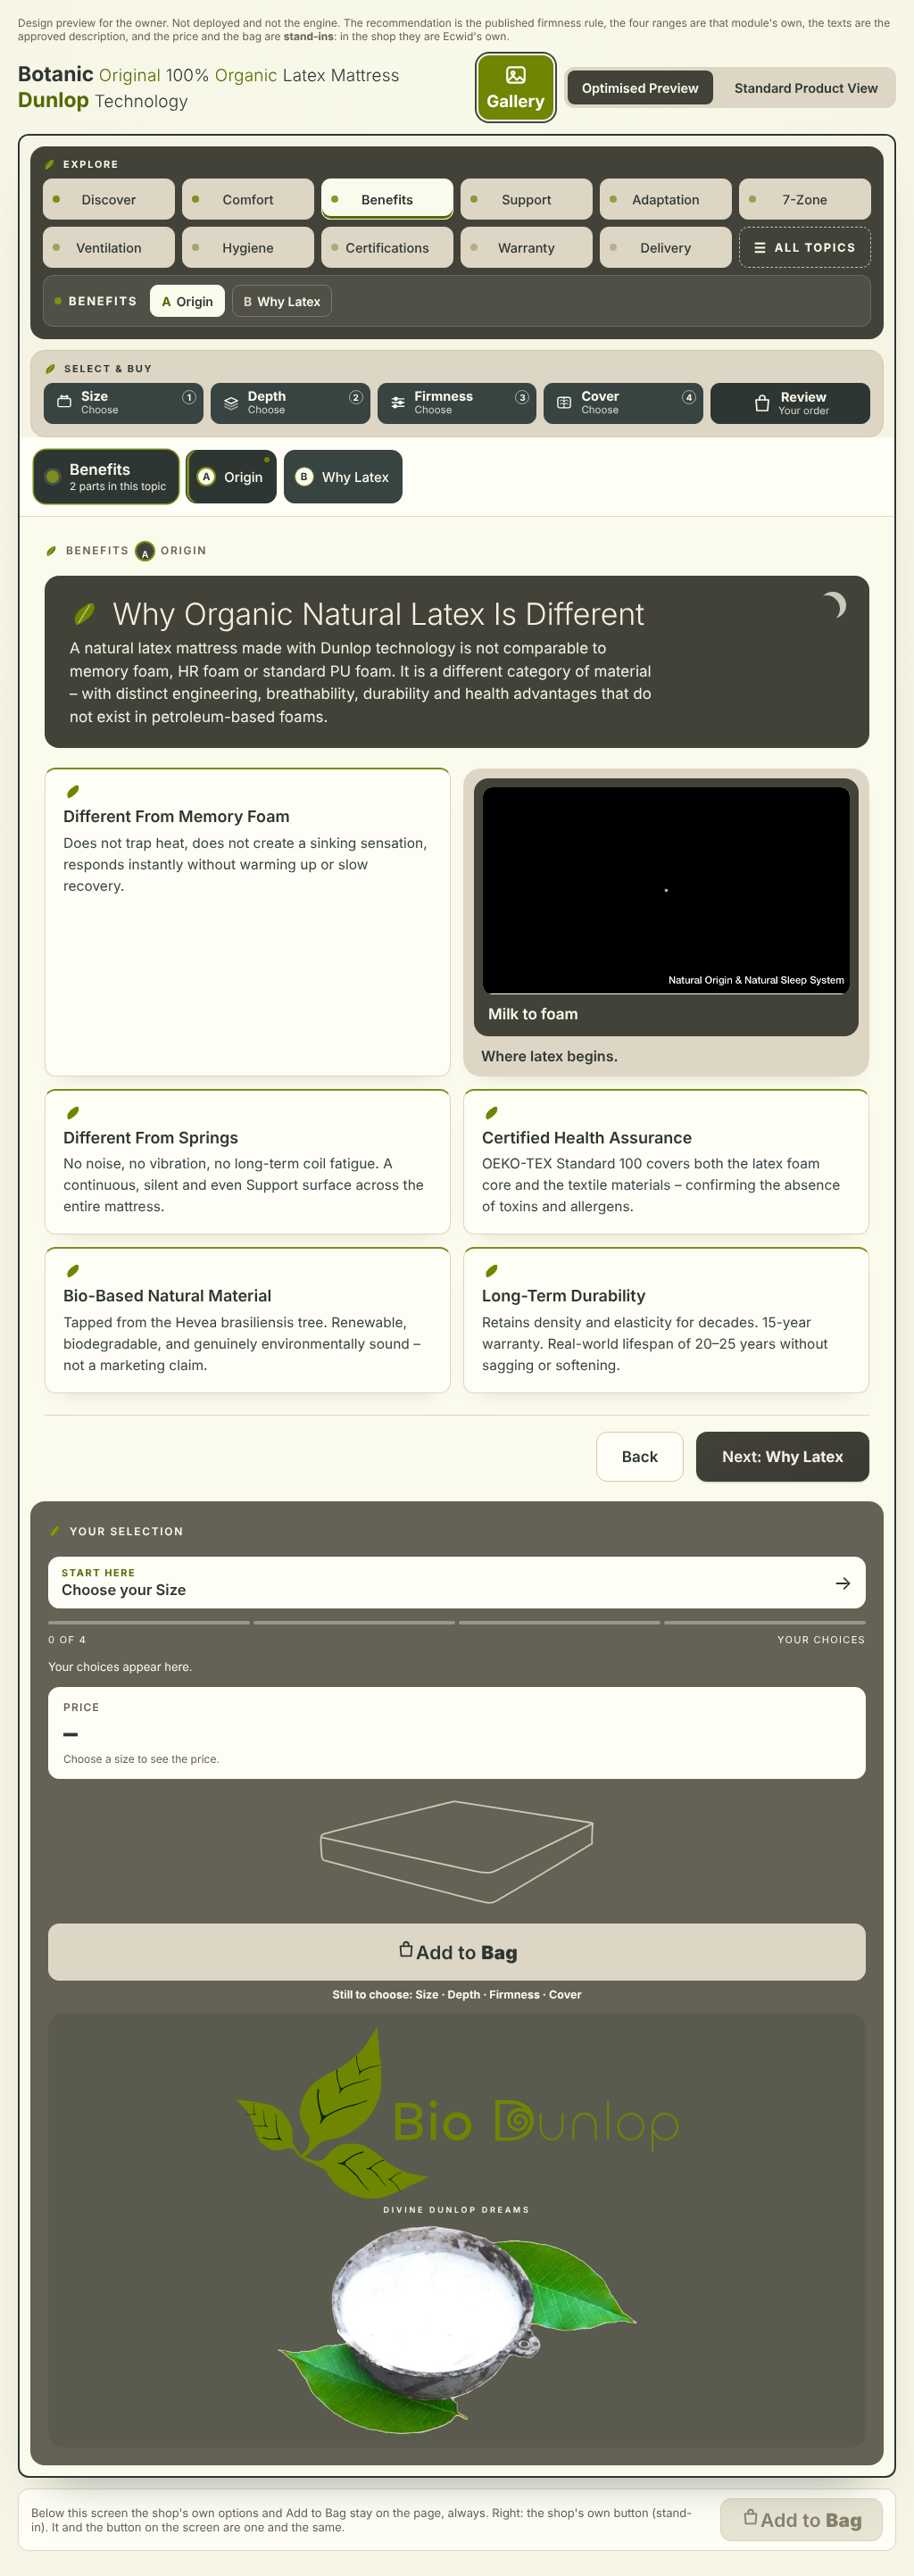 Design preview for the owner. Not deployed and not the engine. The recommendation is the published firmness rule, the four ranges are that module's own, the texts are the
approved description, and the price and the bag are stand-ins: in the shop they are Ecwid's own.
Botanic Original 100% Organic Latex Mattress
Dunlop Technology
Gallery
Optimised Preview
Standard Product View
EXPLORE
Discover
Comfort
Benefits
Support
Adaptation
7-Zone
Ventilation
Hygiene
Certifications
Warranty
Delivery
ALL TOPICS
BENEFITS
A Origin
B Why Latex
SELECT & BUY
Size
Choose
1
Depth
Choose
2
Firmness
Choose
3
Cover
Choose
4
Review
Your order
Benefits
2 parts in this topic
A Origin
B Why Latex
BENEFITS A ORIGIN
Why Organic Natural Latex Is Different
A natural latex mattress made with Dunlop technology is not comparable to
memory foam, HR foam or standard PU foam. It is a different category of material
– with distinct engineering, breathability, durability and health advantages that do
not exist in petroleum-based foams.
Different From Memory Foam
Does not trap heat, does not create a sinking sensation,
responds instantly without warming up or slow
recovery.
Natural Origin & Natural Sleep System
Milk to foam
Where latex begins.
Different From Springs
No noise, no vibration, no long-term coil fatigue. A
continuous, silent and even Support surface across the
entire mattress.
Certified Health Assurance
OEKO-TEX Standard 100 covers both the latex foam
core and the textile materials – confirming the absence
of toxins and allergens.
Bio-Based Natural Material
Tapped from the Hevea brasiliensis tree. Renewable,
biodegradable, and genuinely environmentally sound –
not a marketing claim.
Long-Term Durability
Retains density and elasticity for decades. 15-year
warranty. Real-world lifespan of 20–25 years without
sagging or softening.
Back
Next: Why Latex
YOUR SELECTION
START HERE
Choose your Size
0 OF 4
YOUR CHOICES
Your choices appear here.
PRICE
–
Choose a size to see the price.
Add to Bag
Still to choose: Size · Depth · Firmness · Cover
Bio Dunlop
DIVINE DUNLOP DREAMS
Below this screen the shop's own options and Add to Bag stay on the page, always. Right: the shop's own button (stand-
in). It and the button on the screen are one and the same.
Add to Bag